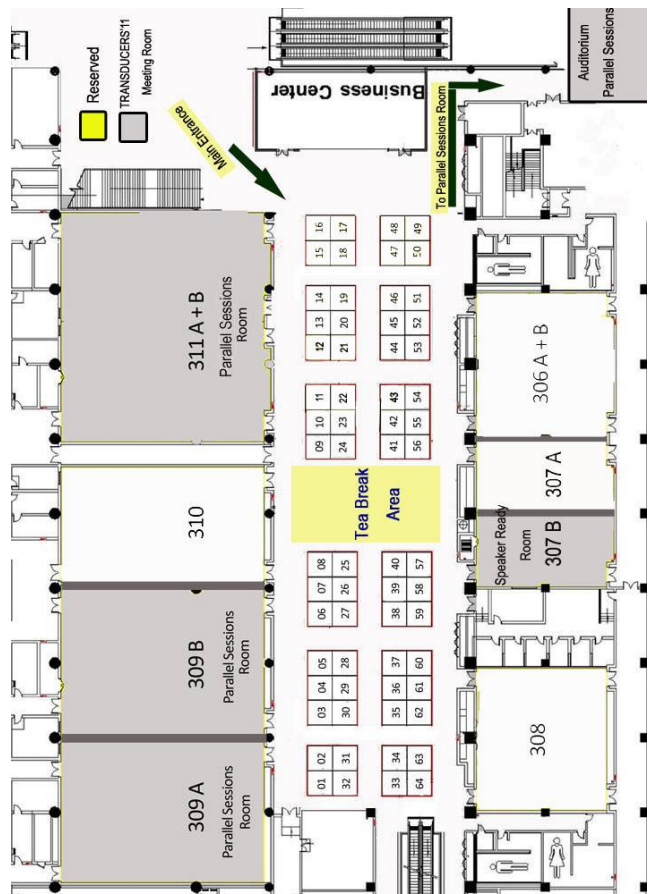 Reserved
TRANSDUCERS'11
Meeting Room
Main Entrance
Business Center
To Parallel Sessions Room
Auditorium
Parallel Sessions
16 17
15 18
48 49
47 50
14 19
13 20
12 21
46 51
45 52
44 53
11 22
10 23
09 24
43 54
42 55
41 56
311 A + B
Parallel Sessions
Room
306 A + B
307 A
Tea Break
Area
310
Speaker Ready
Room
307 B
08 25
07 26
06 27
40 57
39 58
38 59
309 B
Parallel Sessions
Room
05 28
04 29
03 30
37 60
36 61
35 62
308
309 A
Parallel Sessions
Room
02 31
01 32
34 63
33 64